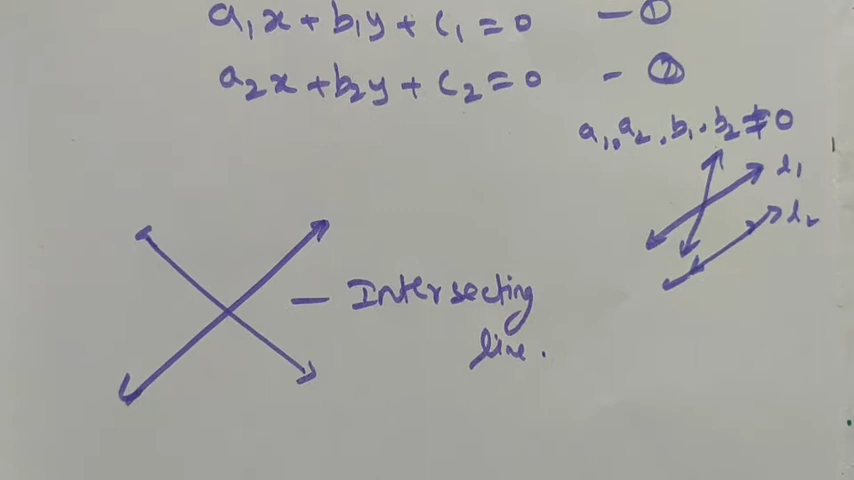 a₁x + b₁y + c₁ = 0 — ①
a₂x + b₂y + c₂ = 0 - ②
a₁, a₂, b₁, b₂ ≠ 0
l₁
l₂
— Intersecting
line.